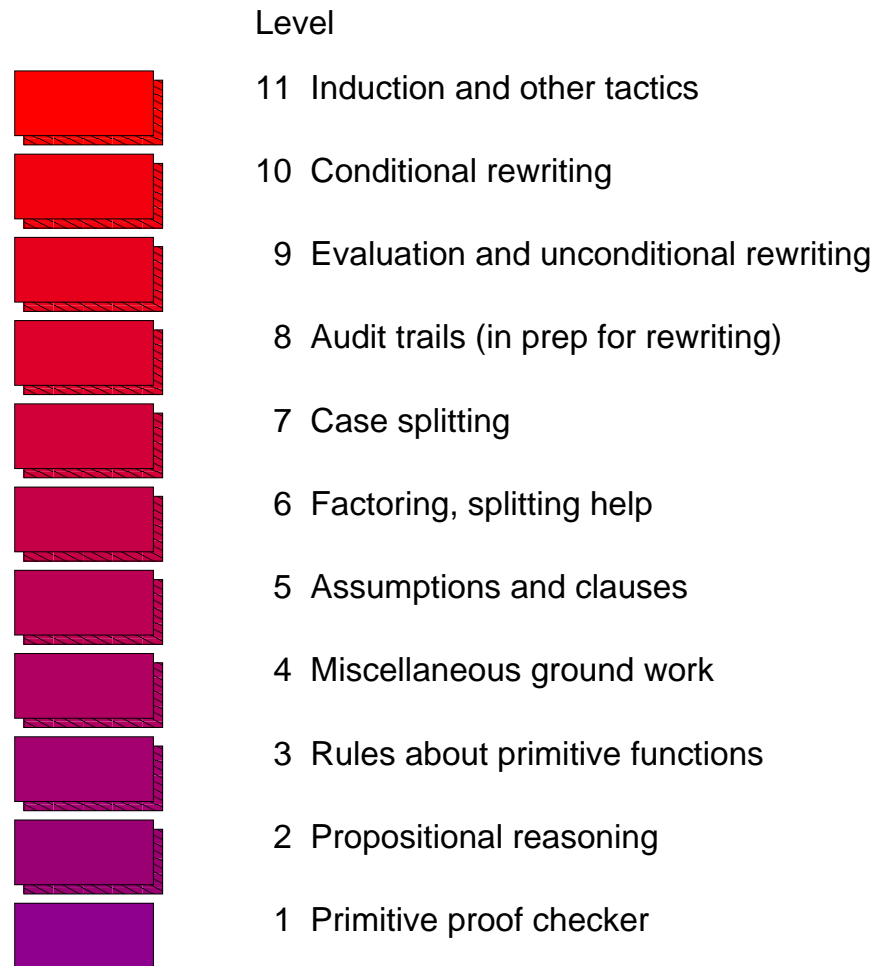 Level
11 Induction and other tactics
10 Conditional rewriting
9 Evaluation and unconditional rewriting
8 Audit trails (in prep for rewriting)
7 Case splitting
6 Factoring, splitting help
5 Assumptions and clauses
4 Miscellaneous ground work
3 Rules about primitive functions
2 Propositional reasoning
1 Primitive proof checker